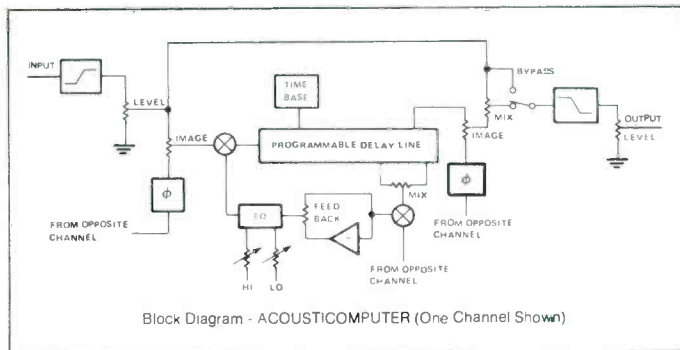 INPUT
LEVEL
IMAGE
ϕ
FROM OPPOSITE
CHANNEL
TIME
BASE
PROGRAMMABLE DELAY LINE
EQ
HI
LO
FEED
BACK
MIX
FROM OPPOSITE
CHANNEL
IMAGE
ϕ
FROM OPPOSITE
CHANNEL
BYPASS
MIX
OUTPUT
LEVEL
Block Diagram - ACOUSTICOMPUTER (One Channel Shown)